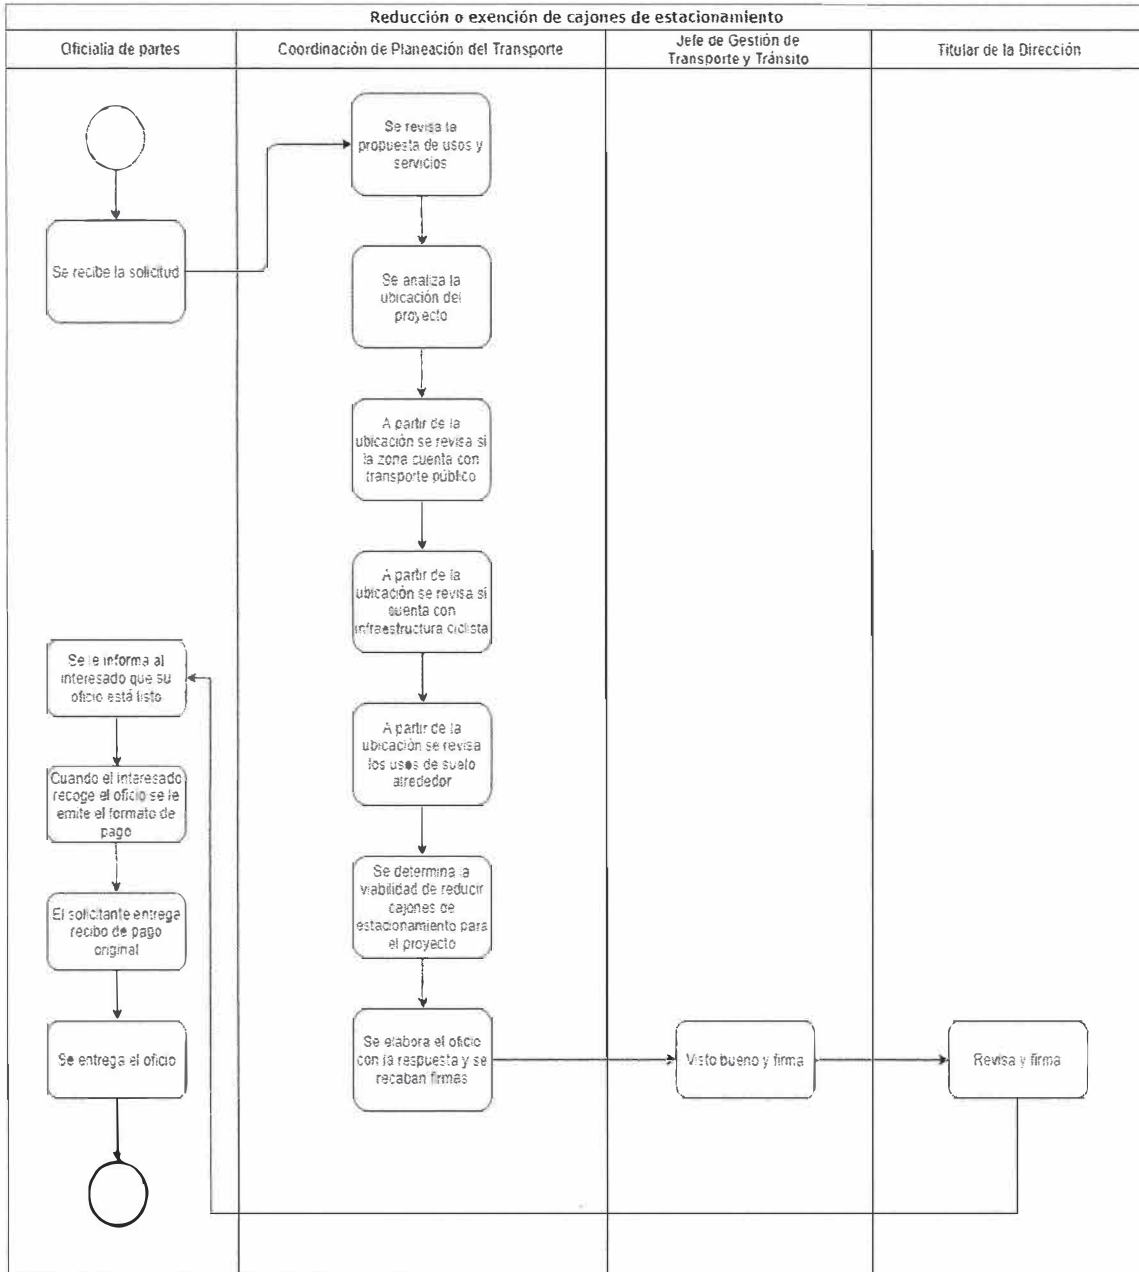 Reducción o exención de cajones de estacionamiento
Oficialía de partes
Coordinación de Planeación del Transporte
Jefe de Gestión de
Transporte y Tránsito
Titular de la Dirección
Se recibe la solicitud
Se revisa la
propuesta de usos y
servicios
Se analiza la
ubicación del
proyecto
A partir de la
ubicación se revisa si
la zona cuenta con
transporte público
A partir de la
ubicación se revisa si
cuenta con
infraestructura ciclista
A partir de la
ubicación se revisa
los usos de suelo
alrededor
Se determina la
viabilidad de reducir
cajones de
estacionamiento para
el proyecto
Se elabora el oficio
con la respuesta y se
recaban firmas
Visto bueno y firma
Revisa y firma
Se le informa al
interesado que su
oficio está listo
Cuando el interesado
recoge el oficio se le
emite el formato de
pago
El solicitante entrega
recibo de pago
original
Se entrega el oficio